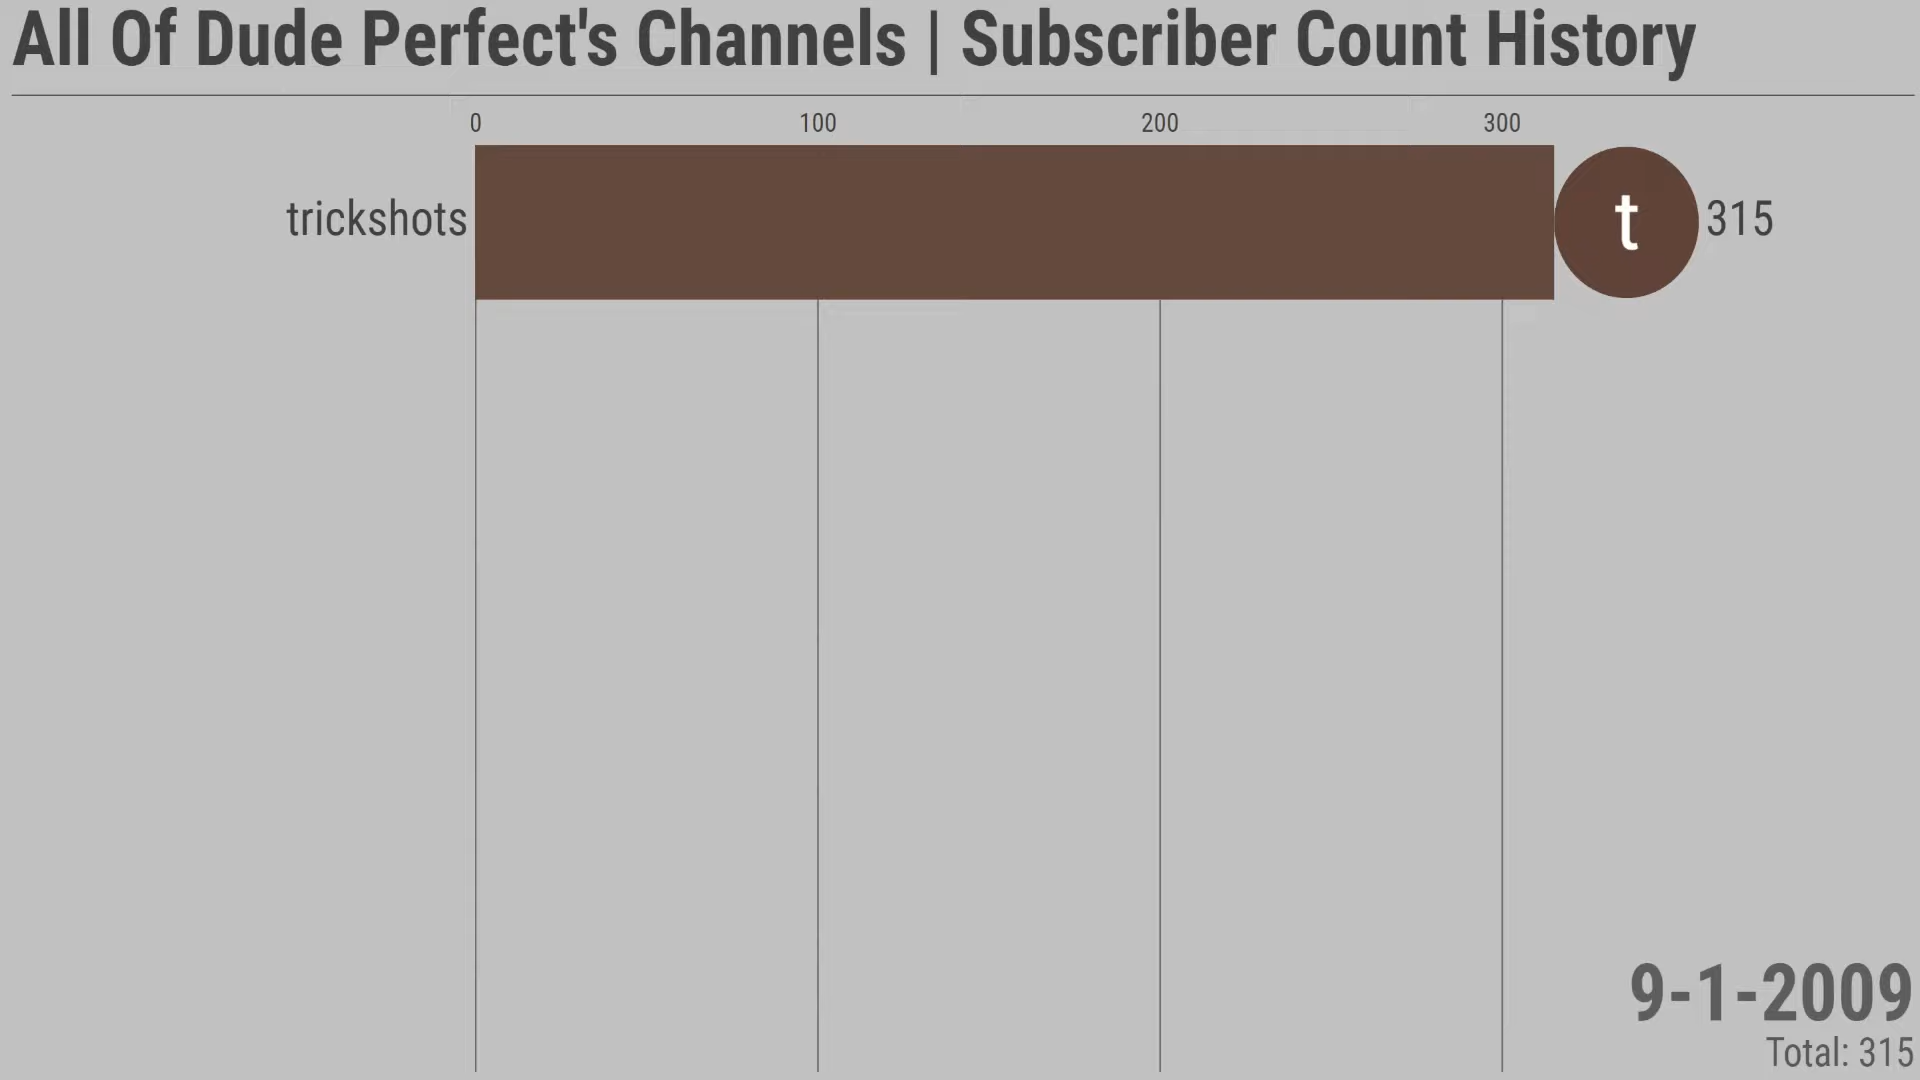 All Of Dude Perfect's Channels | Subscriber Count History
0 100 200 300
trickshots t 315
9-1-2009
Total: 315